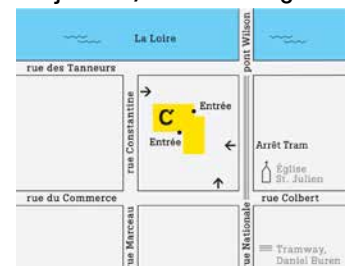 La Loire
pont Wilson
rue des Tanneurs
rue Constantine
Entrée
C
Entrée
Arrêt Tram
Église
St. Julien
rue du Commerce
rue Colbert
rue Marceau
rue Nationale
Tramway,
Daniel Buren